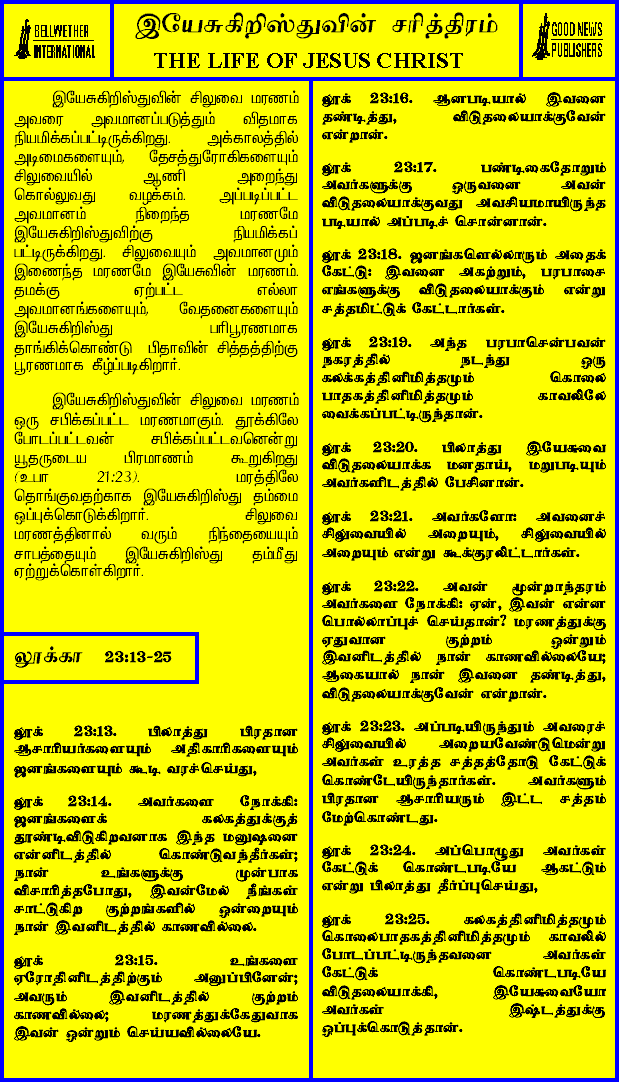 BELLWETHER
INTERNATIONAL
இயேசுகிறிஸ்துவின் சரித்திரம்
THE LIFE OF JESUS CHRIST
GOOD NEWS
PUBLISHERS
இயேசுகிறிஸ்துவின் சிலுவை மரணம்
அவரை அவமானப்படுத்தும் விதமாக
நியமிக்கப்பட்டிருக்கிறது. அக்காலத்தில்
அடிமைகளையும், தேசத்துரோகிகளையும்
சிலுவையில் ஆணி அறைந்து
கொல்லுவது வழக்கம். அப்படிப்பட்ட
அவமானம் நிறைந்த மரணமே
இயேசுகிறிஸ்துவிற்கு நியமிக்கப்
பட்டிருக்கிறது. சிலுவையும் அவமானமும்
இணைந்த மரணமே இயேசுவின் மரணம்.
தமக்கு ஏற்பட்ட எல்லா
அவமானங்களையும், வேதனைகளையும்
இயேசுகிறிஸ்து பரிபூரணமாக
தாங்கிக்கொண்டு பிதாவின் சித்தத்திற்கு
பூரணமாக கீழ்ப்படிகிறார்.
இயேசுகிறிஸ்துவின் சிலுவை மரணம்
ஒரு சபிக்கப்பட்ட மரணமாகும். தூக்கிலே
போடப்பட்டவன் சபிக்கப்பட்டவனென்று
யூதருடைய பிரமாணம் கூறுகிறது
(உபா 21:23). மரத்திலே
தொங்குவதற்காக இயேசுகிறிஸ்து தம்மை
ஒப்புக்கொடுக்கிறார். சிலுவை
மரணத்தினால் வரும் நிந்தையையும்
சாபத்தையும் இயேசுகிறிஸ்து தம்மீது
ஏற்றுக்கொள்கிறார்.
லூக்கா 23:13-25
லூக் 23:13. பிலாத்து பிரதான
ஆசாரியர்களையும் அதிகாரிகளையும்
ஜனங்களையும் கூடி வரச்செய்து,
லூக் 23:14. அவர்களை நோக்கி:
ஜனங்களைக் கலகத்துக்குத்
தூண்டிவிடுகிறவனாக இந்த மனுஷனை
என்னிடத்தில் கொண்டுவந்தீர்கள்;
நான் உங்களுக்கு முன்பாக
விசாரித்தபோது, இவன்மேல் நீங்கள்
சாட்டுகிற குற்றங்களில் ஒன்றையும்
நான் இவனிடத்தில் காணவில்லை.
லூக் 23:15. உங்களை
ஏரோதினிடத்திற்கும் அனுப்பினேன்;
அவரும் இவனிடத்தில் குற்றம்
காணவில்லை; மரணத்துக்கேதுவாக
இவன் ஒன்றும் செய்யவில்லையே.
லூக் 23:16. ஆனபடியால் இவனை
தண்டித்து, விடுதலையாக்குவேன்
என்றான்.
லூக் 23:17. பண்டிகைதோறும்
அவர்களுக்கு ஒருவனை அவன்
விடுதலையாக்குவது அவசியமாயிருந்த
படியால் அப்படிச் சொன்னான்.
லூக் 23:18. ஜனங்களெல்லாரும் அதைக்
கேட்டு: இவனை அகற்றும், பரபாசை
எங்களுக்கு விடுதலையாக்கும் என்று
சத்தமிட்டுக் கேட்டார்கள்.
லூக் 23:19. அந்த பரபாசென்பவன்
நகரத்தில் நடந்து ஒரு
கலக்கத்தினிமித்தமும் கொலை
பாதகத்தினிமித்தமும் காவலிலே
வைக்கப்பட்டிருந்தான்.
லூக் 23:20. பிலாத்து இயேசுவை
விடுதலையாக்க மனதாய், மறுபடியும்
அவர்களிடத்தில் பேசினான்.
லூக் 23:21. அவர்களோ: அவனைச்
சிலுவையில் அறையும், சிலுவையில்
அறையும் என்று கூக்குரலிட்டார்கள்.
லூக் 23:22. அவன் மூன்றாந்தரம்
அவர்களை நோக்கி: ஏன், இவன் என்ன
பொல்லாப்புச் செய்தான்? மரணத்துக்கு
ஏதுவான குற்றம் ஒன்றும்
இவனிடத்தில் நான் காணவில்லையே;
ஆகையால் நான் இவனை தண்டித்து,
விடுதலையாக்குவேன் என்றான்.
லூக் 23:23. அப்படியிருந்தும் அவரைச்
சிலுவையில் அறையவேண்டுமென்று
அவர்கள் உரத்த சத்தத்தோடு கேட்டுக்
கொண்டேயிருந்தார்கள். அவர்களும்
பிரதான ஆசாரியரும் இட்ட சத்தம்
மேற்கொண்டது.
லூக் 23:24. அப்பொழுது அவர்கள்
கேட்டுக் கொண்டபடியே ஆகட்டும்
என்று பிலாத்து தீர்ப்புசெய்து,
லூக் 23:25. கலகத்தினிமித்தமும்
கொலைபாதகத்தினிமித்தமும் காவலில்
போடப்பட்டிருந்தவனை அவர்கள்
கேட்டுக் கொண்டபடியே
விடுதலையாக்கி, இயேசுவையோ
அவர்கள் இஷ்டத்துக்கு
ஒப்புக்கொடுத்தான்.